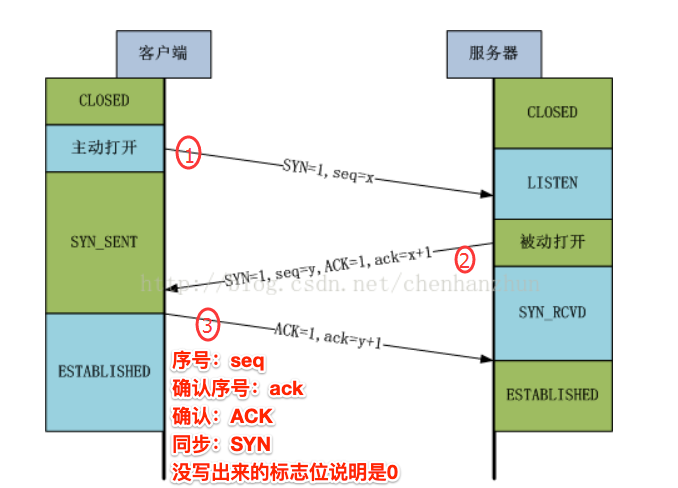 客户端
服务器
CLOSED
CLOSED
主动打开
①
SYN=1,seq=x
LISTEN
SYN_SENT
被动打开
SYN=1,seq=y,ACK=1,ack=x+1
②
http://blog.csdn.net/chenhanzhun
SYN_RCVD
③
ACK=1,ack=y+1
ESTABLISHED
ESTABLISHED
序号：seq
确认序号：ack
确认：ACK
同步：SYN
没写出来的标志位说明是0